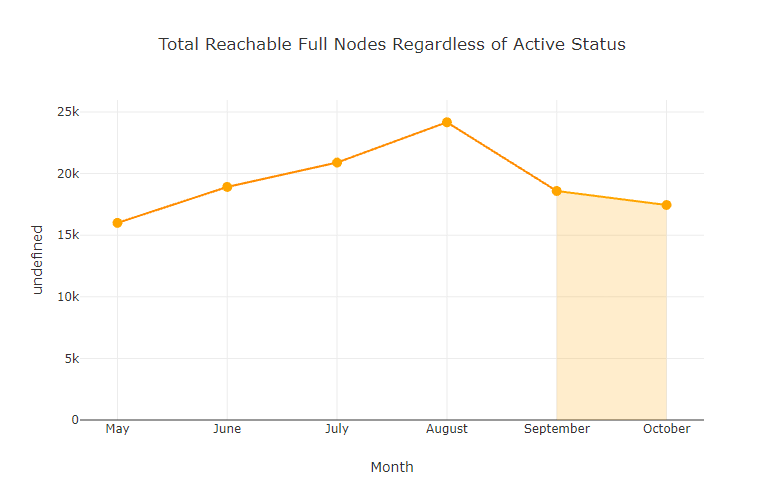 Total Reachable Full Nodes Regardless of Active Status
25k
20k
15k
10k
5k
0
undefined
May June July August September October
Month